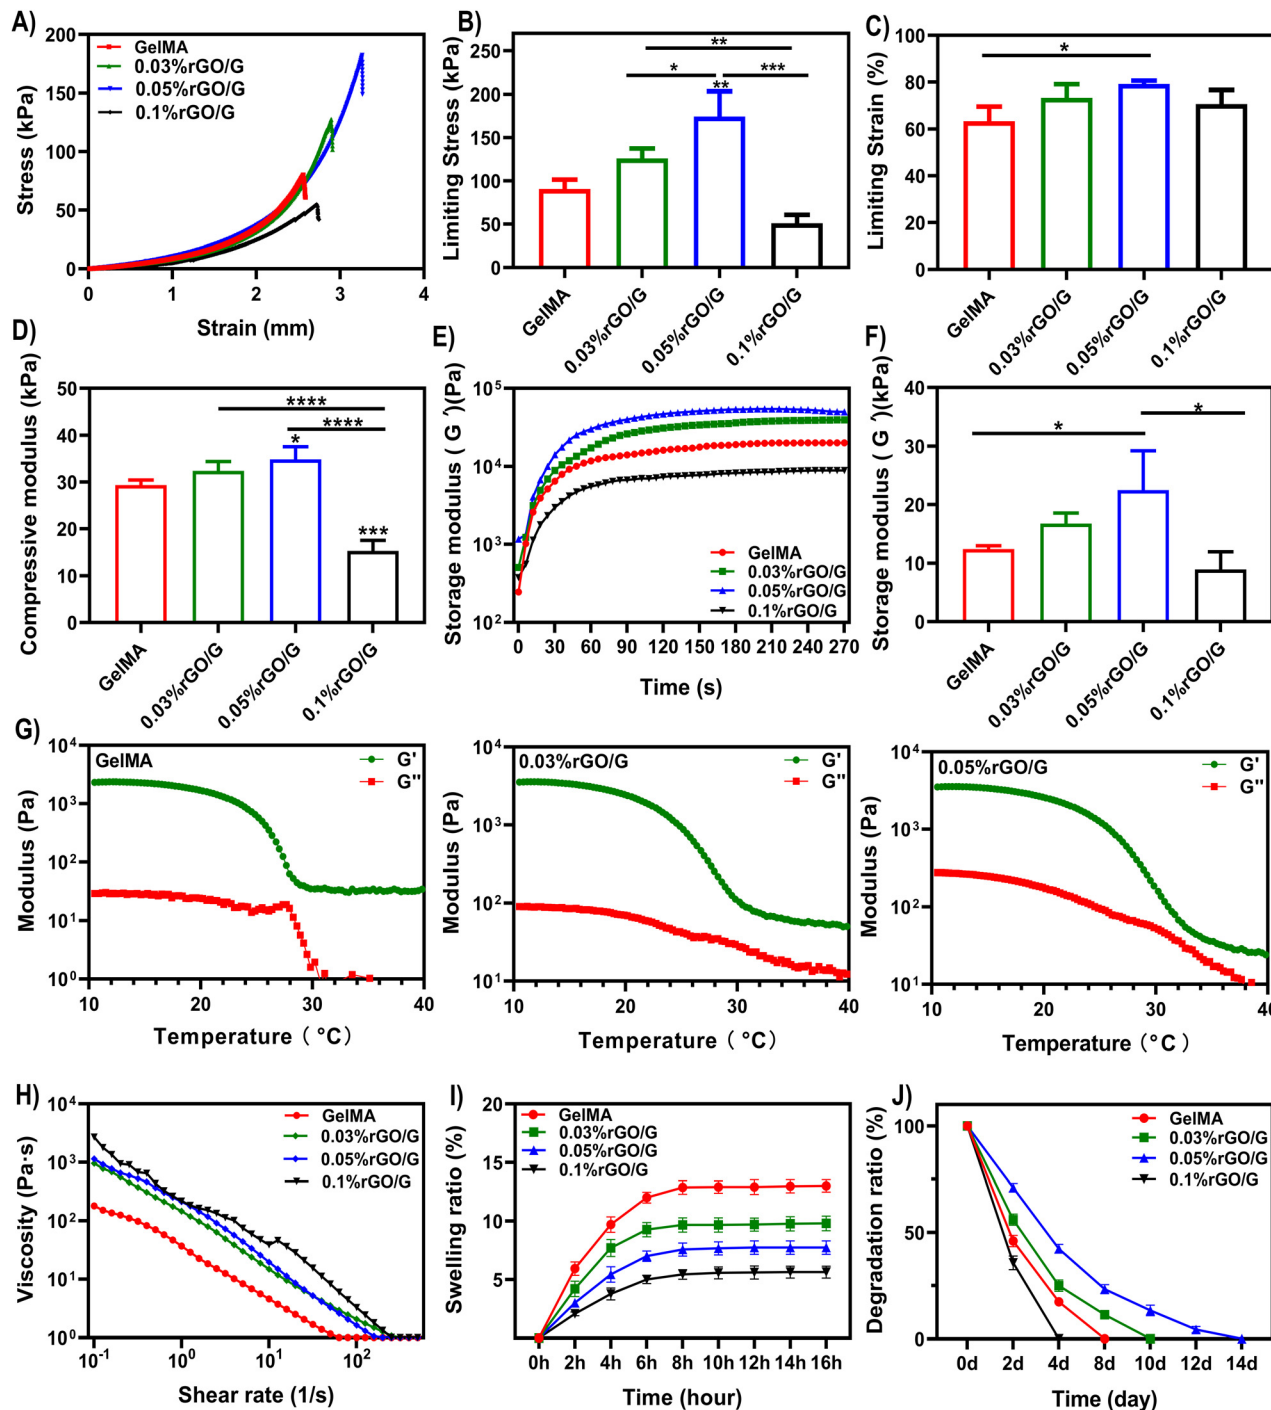 A)
Stress (kPa)
200
150
100
50
0
GelMA
0.03%rGO/G
0.05%rGO/G
0.1%rGO/G
0 1 2 3 4
Strain (mm)
B)
Limiting Stress (kPa)
250
200
150
100
50
0
**
* ***
**
GelMA 0.03%rGO/G 0.05%rGO/G 0.1%rGO/G
C)
Limiting Strain (%)
100
80
60
40
20
0
*
GelMA 0.03%rGO/G 0.05%rGO/G 0.1%rGO/G
D)
Compressive modulus (kPa)
50
40
30
20
10
0
****
****
*
***
GelMA 0.03%rGO/G 0.05%rGO/G 0.1%rGO/G
E)
Storage modulus ( G´)(Pa)
10⁵
10⁴
10³
10²
GelMA
0.03%rGO/G
0.05%rGO/G
0.1%rGO/G
0 30 60 90 120 150 180 210 240 270
Time (s)
F)
Storage modulus ( G´)(kPa)
40
30
20
10
0
* *
GelMA 0.03%rGO/G 0.05%rGO/G 0.1%rGO/G
G)
Modulus (Pa)
10⁴
10³
10²
10¹
10⁰
GelMA
G'
G"
10 20 30 40
Temperature ( °C )
Modulus (Pa)
10⁴
10³
10²
10¹
0.03%rGO/G
G'
G"
10 20 30 40
Temperature ( °C )
Modulus (Pa)
10⁴
10³
10²
10¹
0.05%rGO/G
G'
G"
10 20 30 40
Temperature ( °C )
H)
Viscosity (Pa·s)
10⁴
10³
10²
10¹
10⁰
GelMA
0.03%rGO/G
0.05%rGO/G
0.1%rGO/G
10⁻¹ 10⁰ 10¹ 10²
Shear rate (1/s)
I)
Swelling ratio (%)
20
15
10
5
GelMA
0.03%rGO/G
0.05%rGO/G
0.1%rGO/G
0h 2h 4h 6h 8h 10h 12h 14h 16h
Time (hour)
J)
Degradation ratio (%)
100
50
0
GelMA
0.03%rGO/G
0.05%rGO/G
0.1%rGO/G
0d 2d 4d 8d 10d 12d 14d
Time (day)